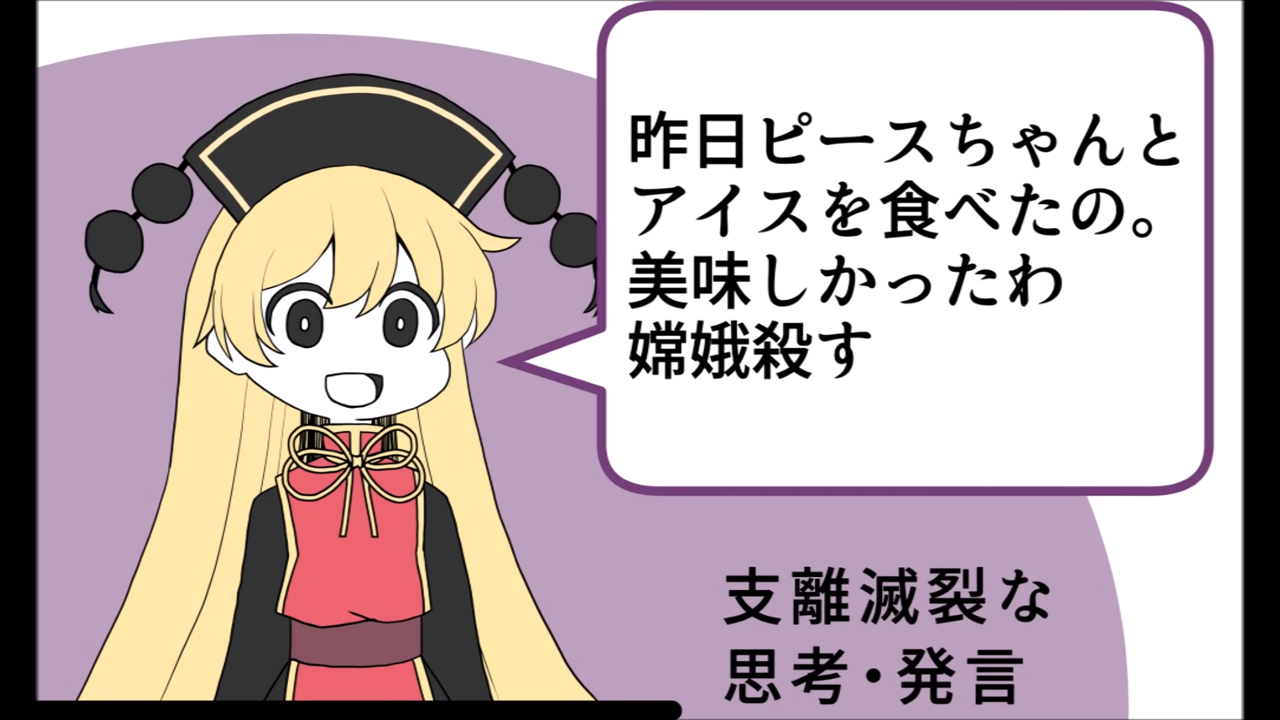 昨日ピースちゃんと
アイスを食べたの。
美味しかったわ
嫦娥殺す
支離滅裂な
思考・発言